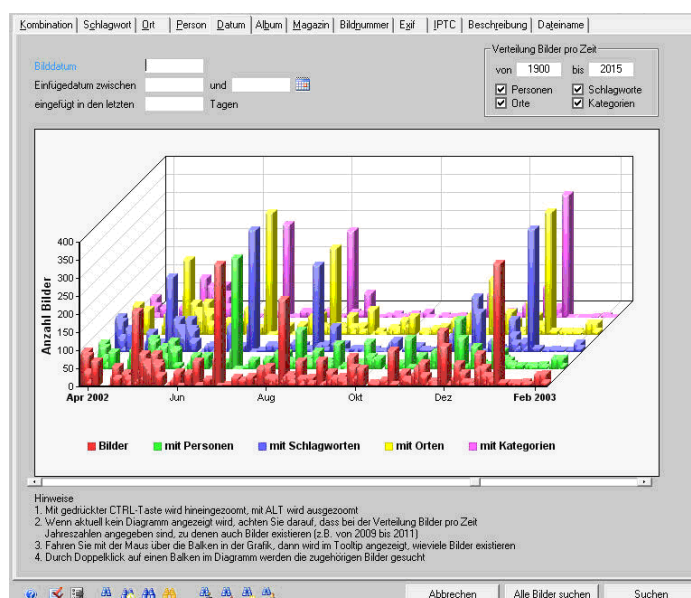 Kombination Schlagwort Ort Person Datum Album Magazin Bildnummer Exif IPTC Beschreibung Dateiname
Verteilung Bilder pro Zeit
Bilddatum
von 1900 bis 2015
Einfügedatum zwischen und
Personen Schlagworte
eingefügt in den letzten Tagen
Orte Kategorien
400
350
300
250
200
150
100
50
0
Anzahl Bilder
Apr 2002 Jun Aug Okt Dez Feb 2003
Bilder mit Personen mit Schlagworten mit Orten mit Kategorien
Hinweise
1. Mit gedrückter CTRL-Taste wird hineingezoomt, mit ALT wird ausgezoomt
2. Wenn aktuell kein Diagramm angezeigt wird, achten Sie darauf, dass bei der Verteilung Bilder pro Zeit
Jahreszahlen angegeben sind, zu denen auch Bilder existieren (z.B. von 2009 bis 2011)
3. Fahren Sie mit der Maus über die Balken in der Grafik, dann wird im Tooltip angezeigt, wieviele Bilder existieren
4. Durch Doppelklick auf einen Balken im Diagramm werden die zugehörigen Bilder gesucht
Abbrechen Alle Bilder suchen Suchen